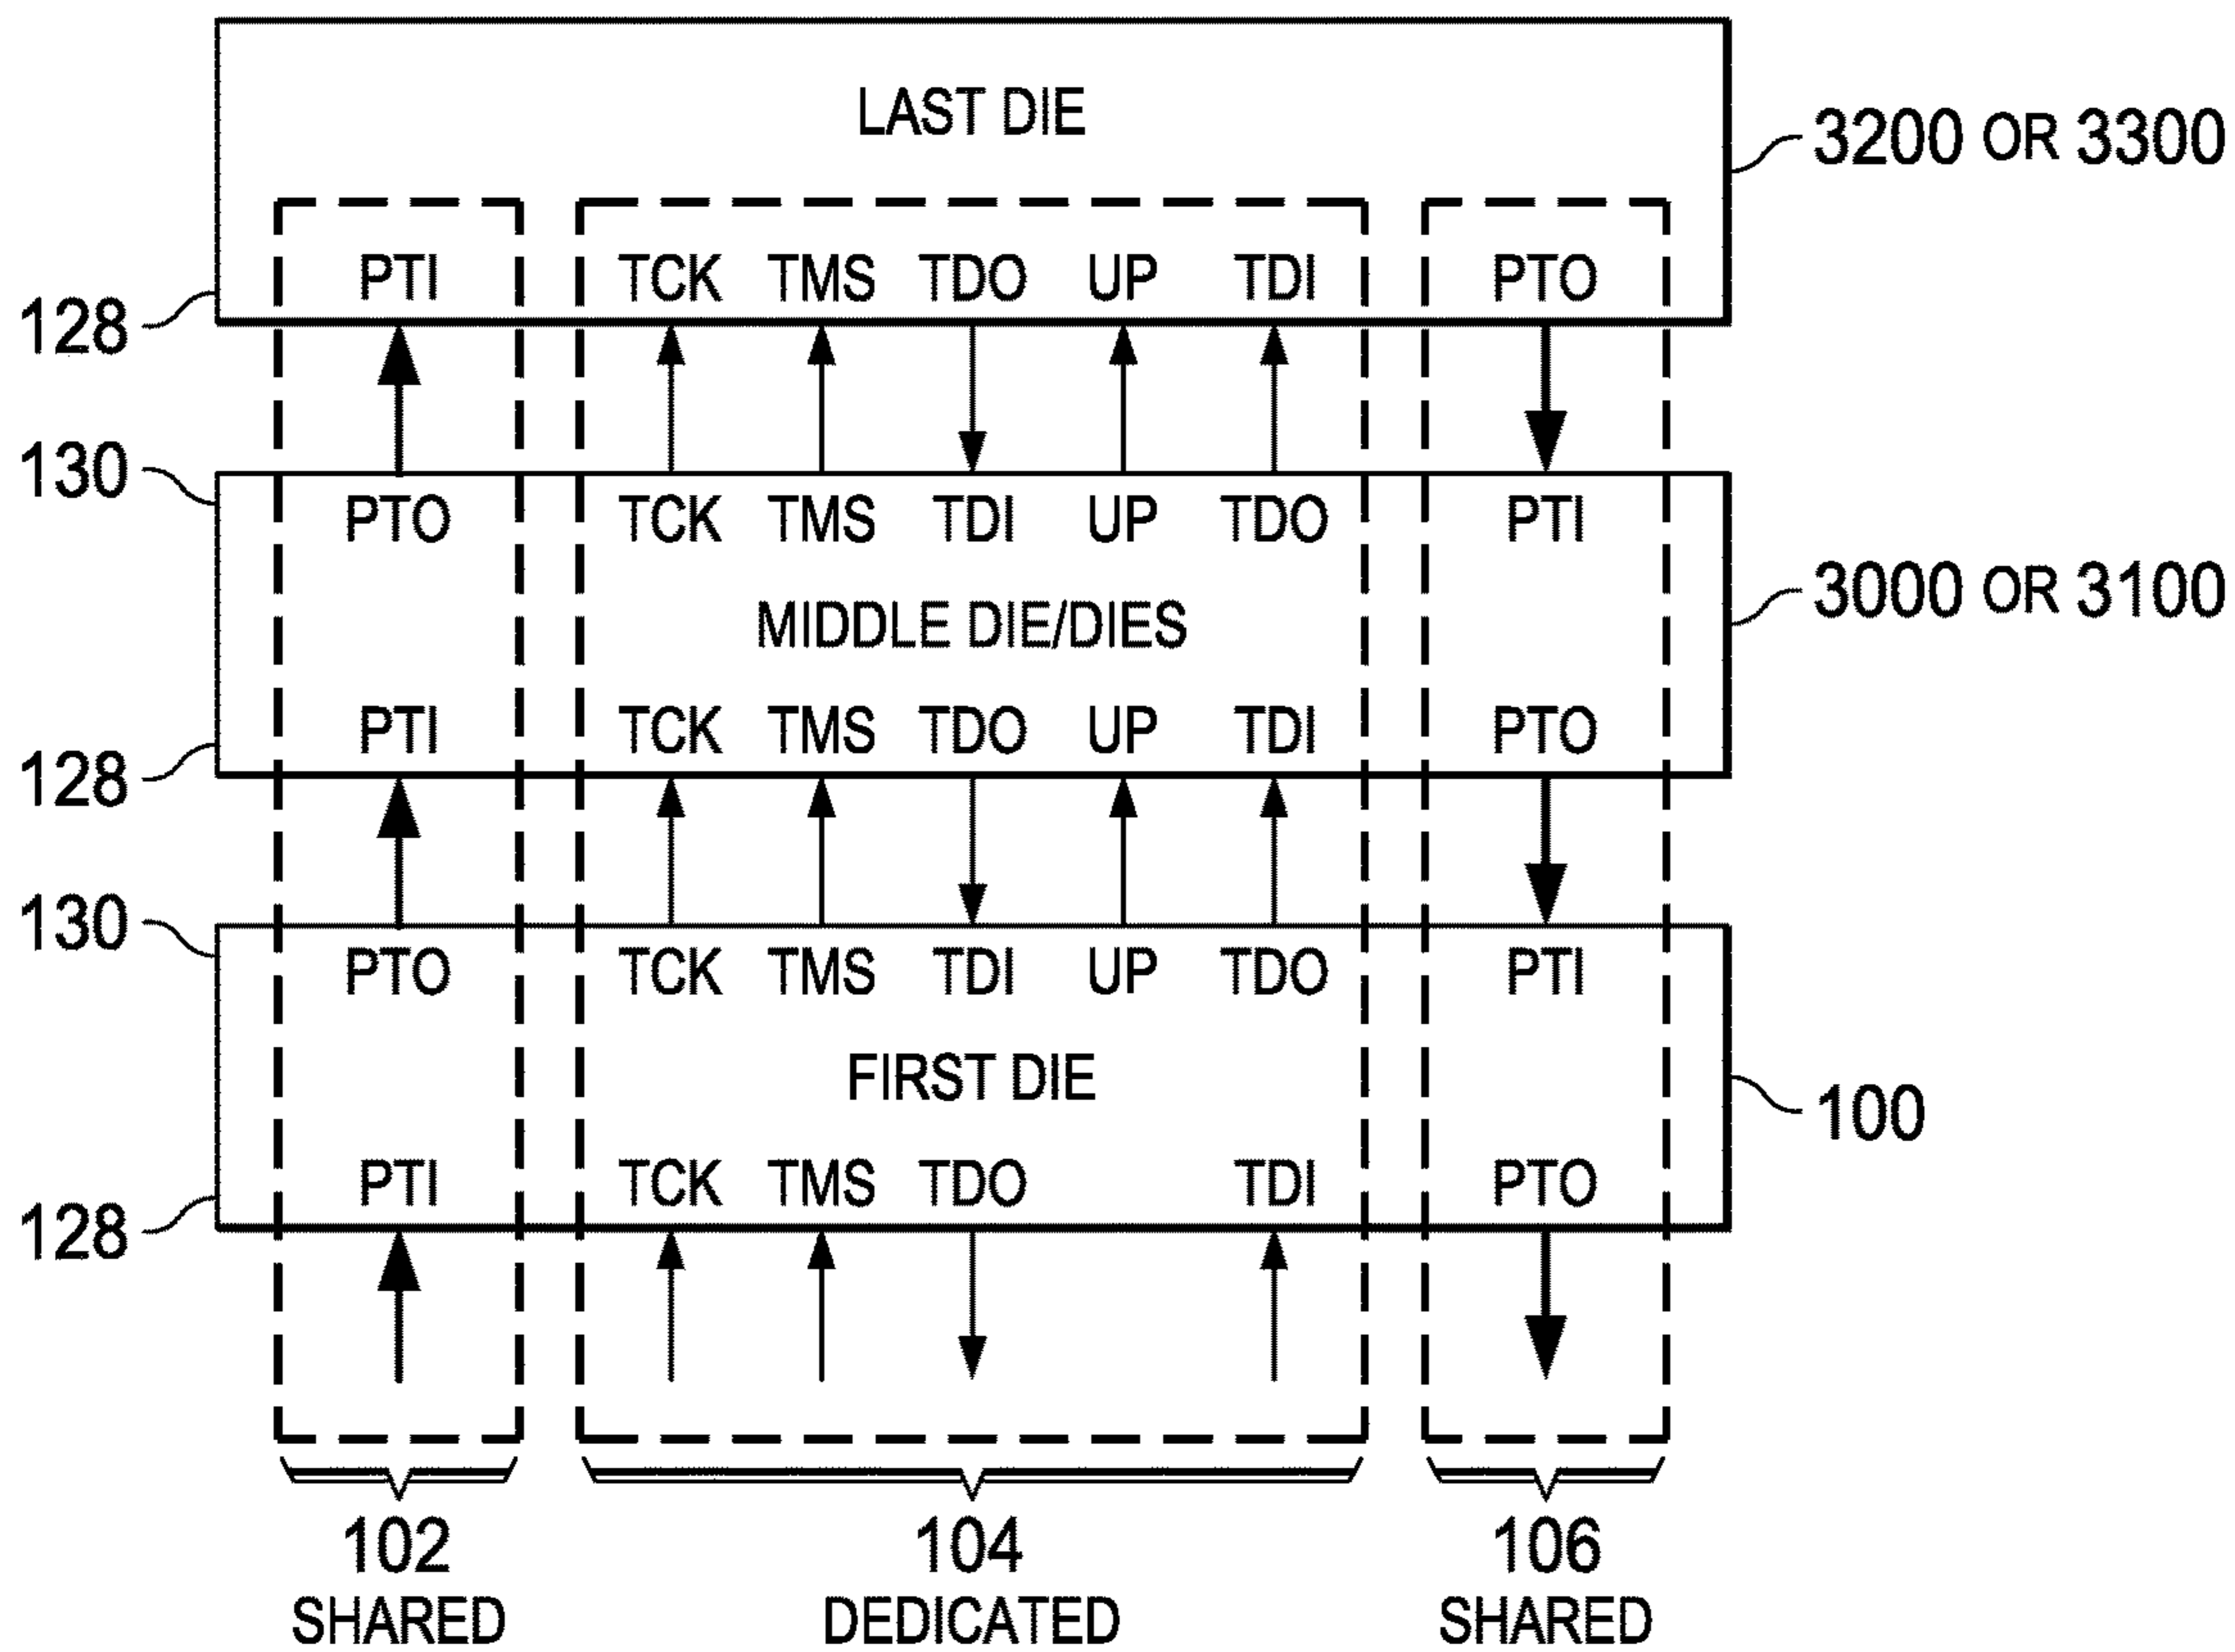 LAST DIE
3200 OR 3300
PTI TCK TMS TDO UP TDI PTO
128
130
PTO TCK TMS TDI UP TDO PTI
3000 OR 3100
MIDDLE DIE/DIES
PTI TCK TMS TDO UP TDI PTO
128
130
PTO TCK TMS TDI UP TDO PTI
FIRST DIE
100
PTI TCK TMS TDO TDI PTO
128
102 104 106
SHARED DEDICATED SHARED